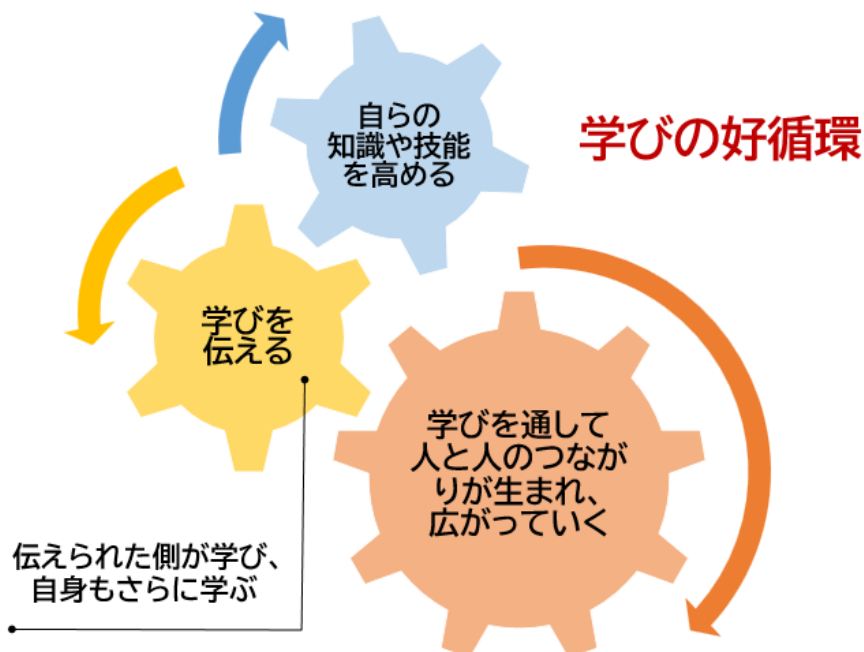 学びの好循環
自らの
知識や技能
を高める
学びを
伝える
学びを通して
人と人のつなが
りが生まれ、
広がっていく
伝えられた側が学び、
自身もさらに学ぶ